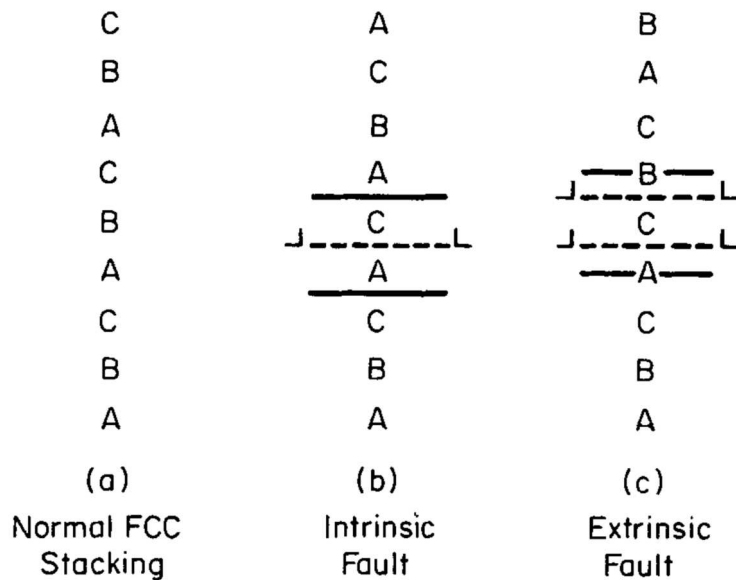 C A B
B C A
A B C
C A B
B C C
A A A
C C C
B B B
A A A
(a) (b) (c)
Normal FCC Intrinsic Extrinsic
Stacking Fault Fault